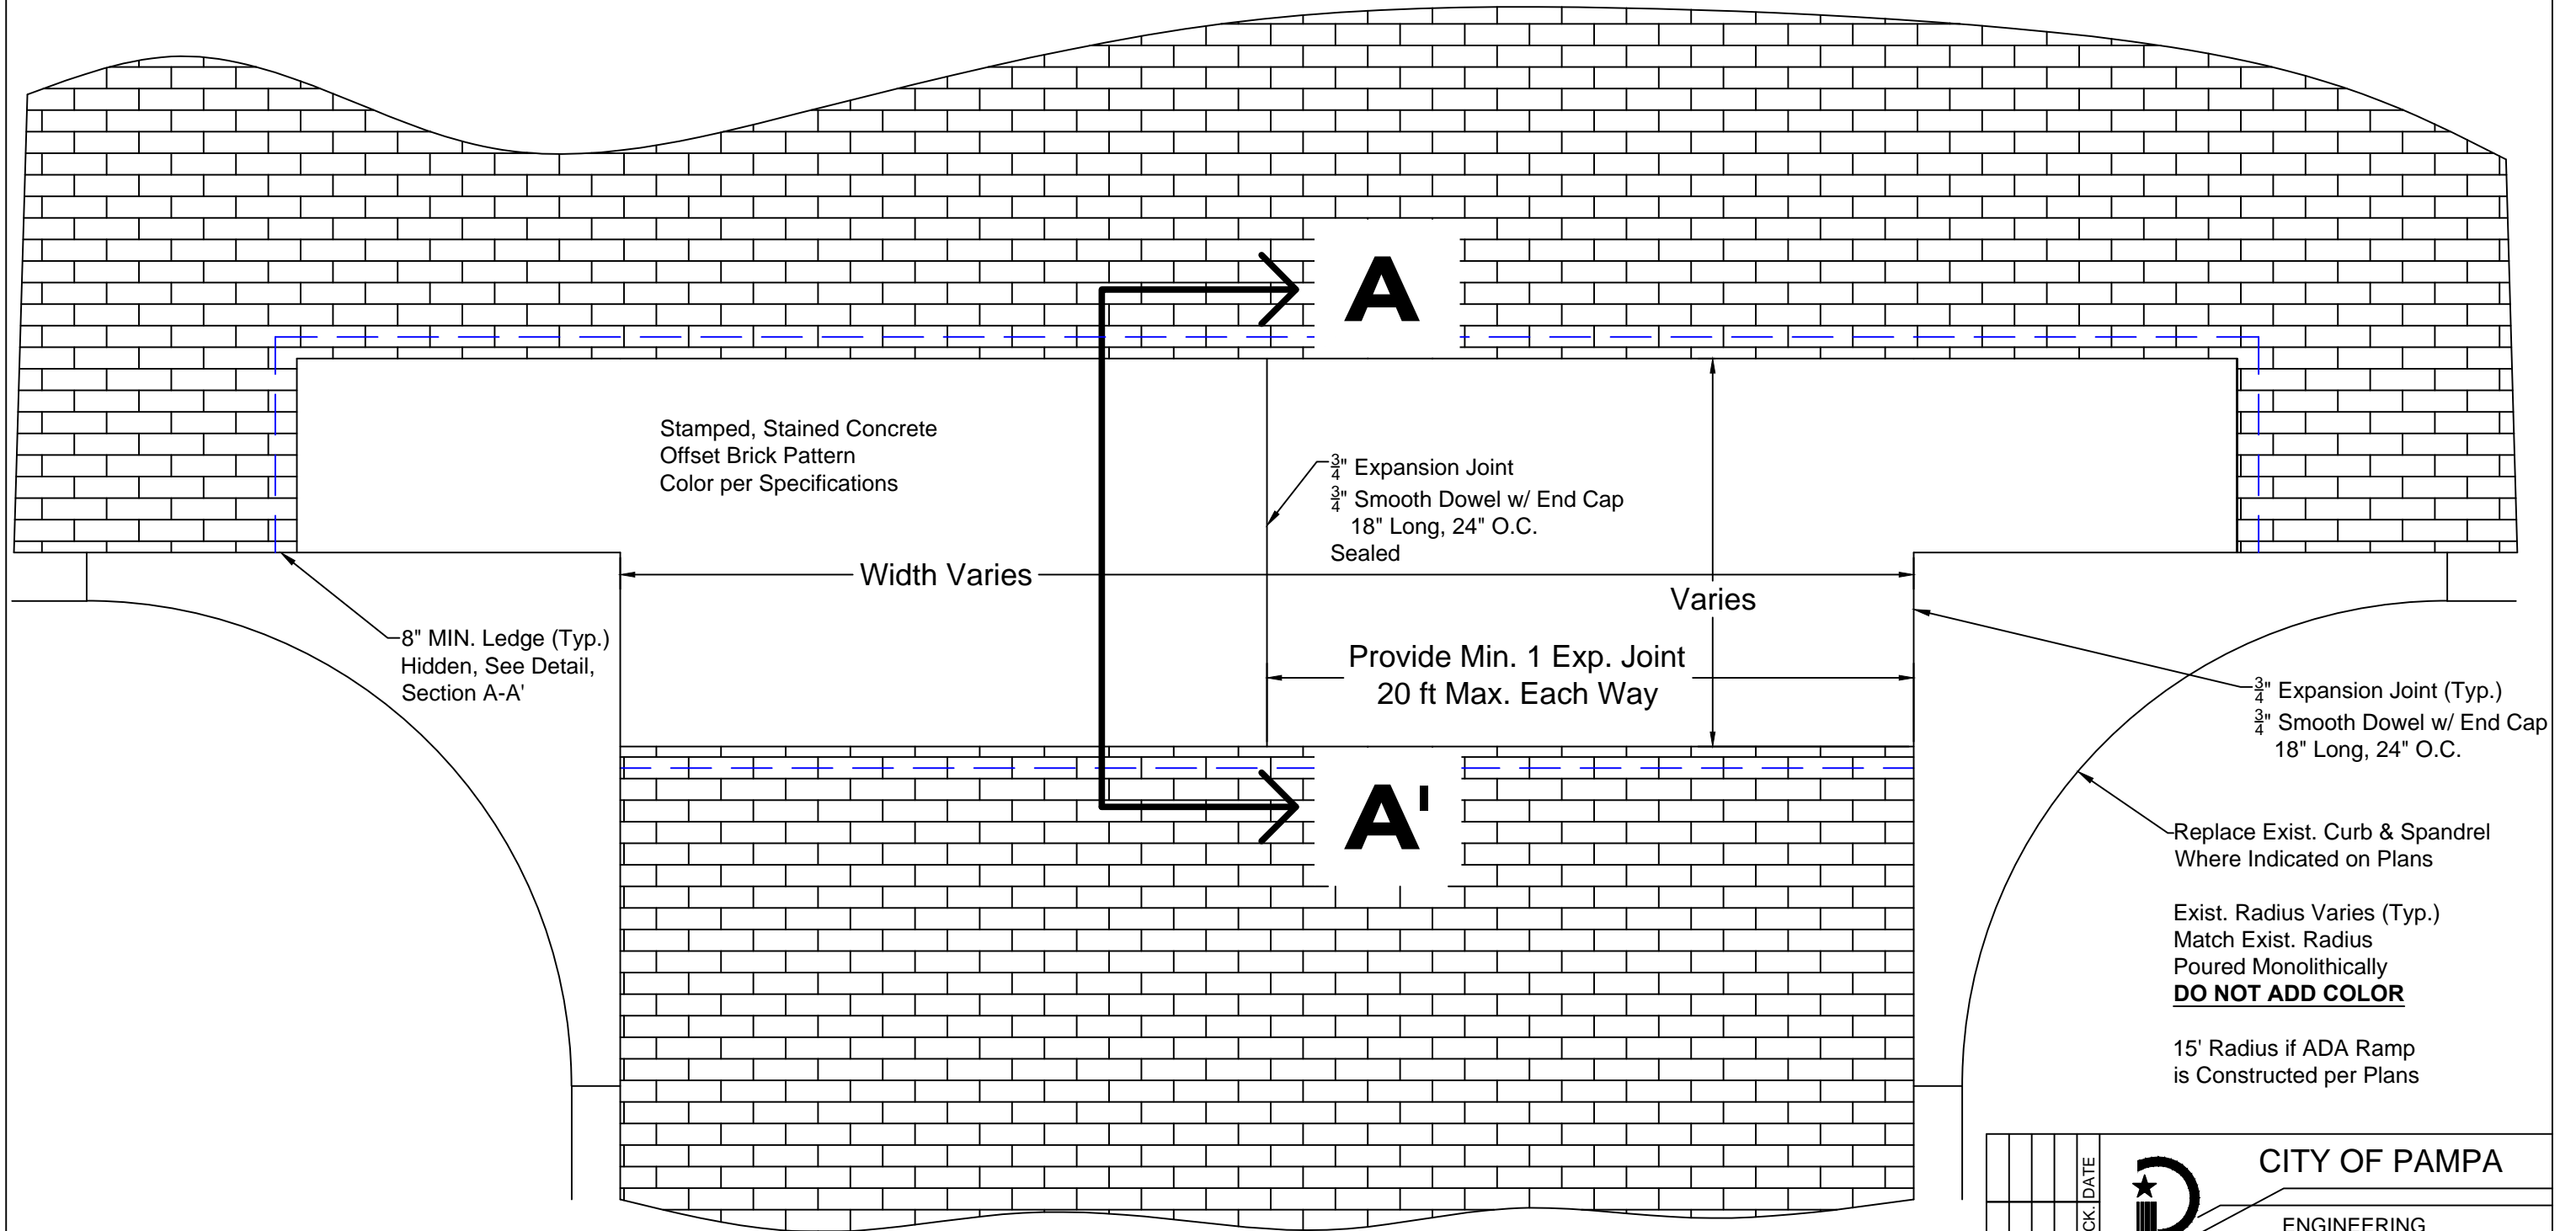 A
Stamped, Stained Concrete
Offset Brick Pattern
Color per Specifications
3/4" Expansion Joint
3/4" Smooth Dowel w/ End Cap
18" Long, 24" O.C.
Sealed
Width Varies
Varies
8" MIN. Ledge (Typ.)
Hidden, See Detail,
Section A-A'
Provide Min. 1 Exp. Joint
20 ft Max. Each Way
3/4" Expansion Joint (Typ.)
3/4" Smooth Dowel w/ End Cap
18" Long, 24" O.C.
A'
Replace Exist. Curb & Spandrel
Where Indicated on Plans
Exist. Radius Varies (Typ.)
Match Exist. Radius
Poured Monolithically
DO NOT ADD COLOR
15' Radius if ADA Ramp
is Constructed per Plans
DATE
CK.
CITY OF PAMPA
ENGINEERING